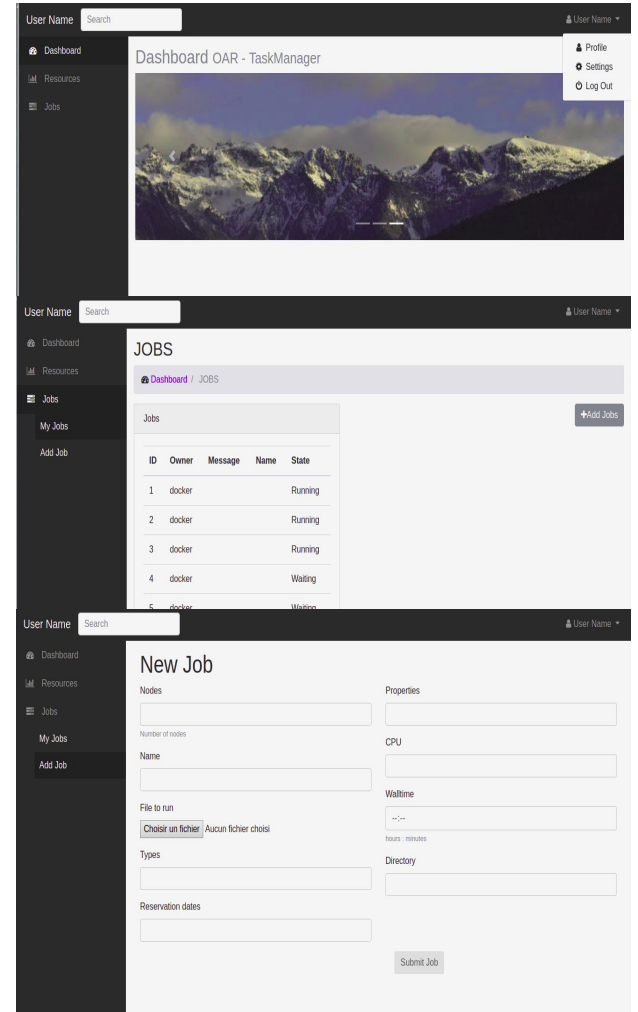 User Name Search User Name
Dashboard
Resources
Jobs
Dashboard OAR - TaskManager
Profile
Settings
Log Out
User Name Search User Name
Dashboard
Resources
Jobs
My Jobs
Add Job
JOBS
Dashboard / JOBS
+Add Jobs
Jobs
ID Owner Message Name State
1 docker Running
2 docker Running
3 docker Running
4 docker Waiting
5 docker Waiting
User Name Search User Name
Dashboard
Resources
Jobs
My Jobs
Add Job
New Job
Nodes
Number of nodes
Name
File to run
Choisir un fichier Aucun fichier choisi
Types
Reservation dates
Properties
CPU
Walltime
--:--
hours : minutes
Directory
Submit Job